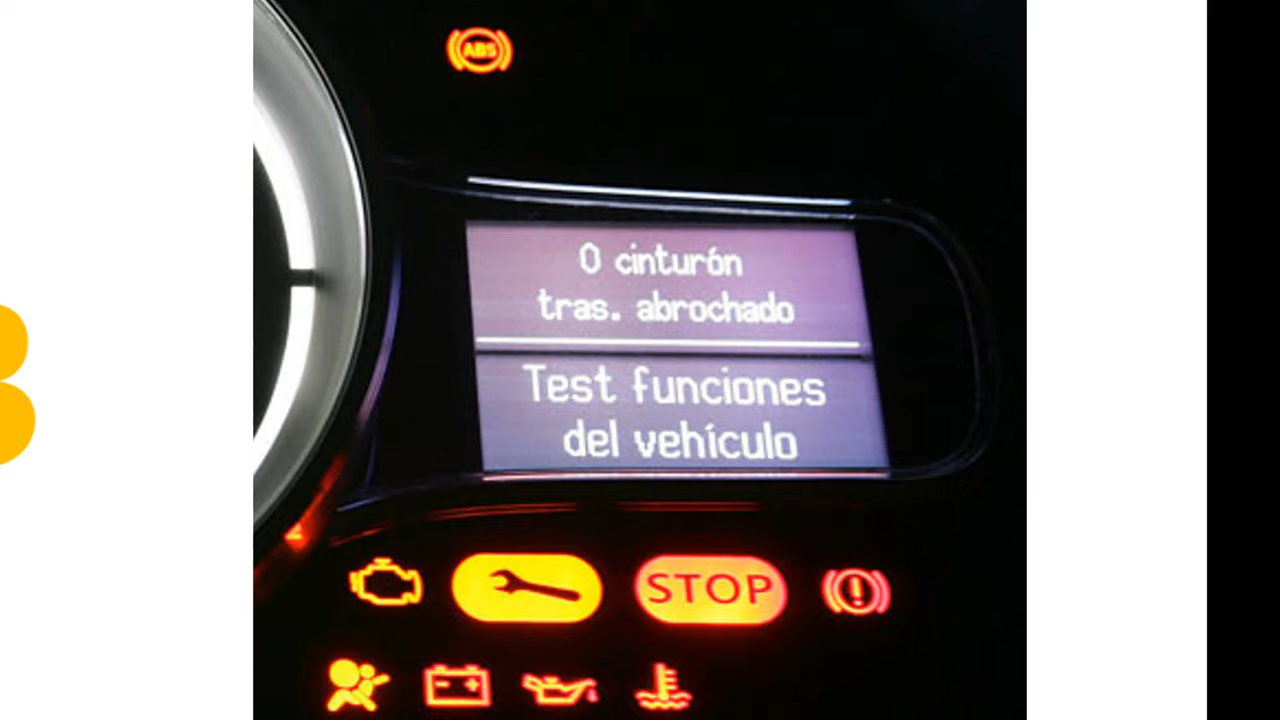 ABS
0 cinturón
tras. abrochado
Test funciones
del vehículo
STOP